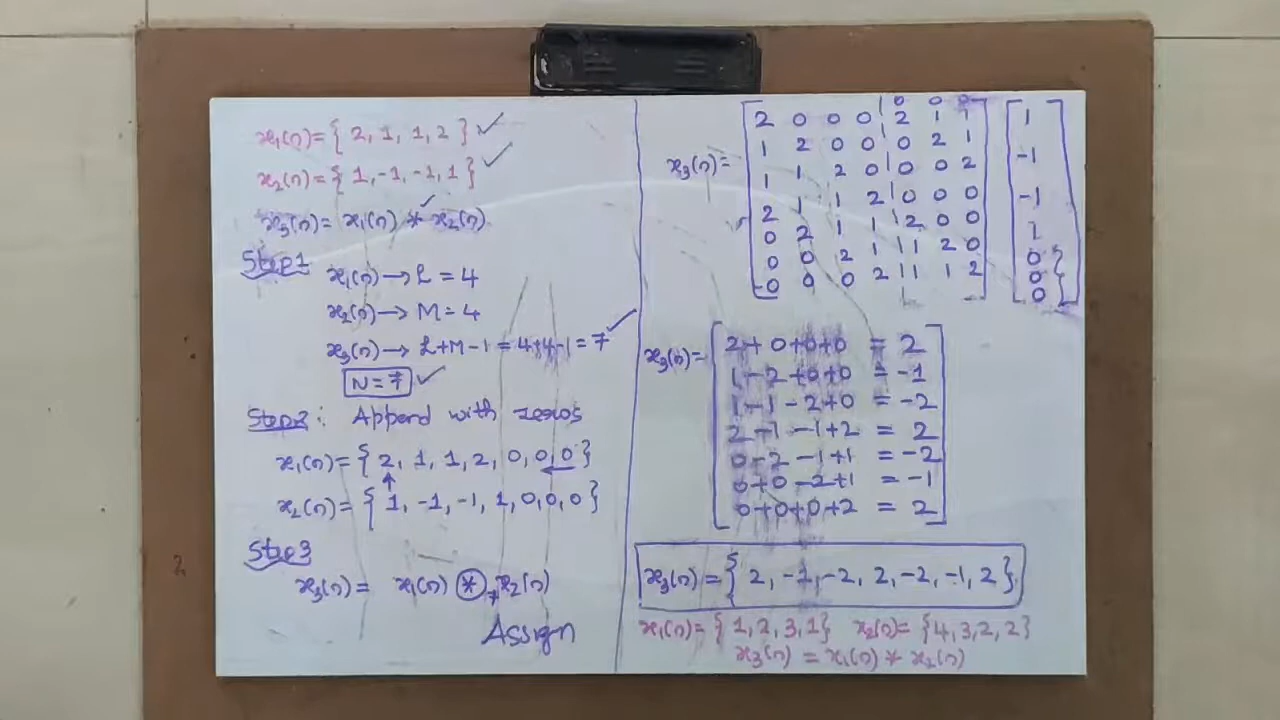 x₁(n)= { 2, 1, 1, 2 } ✓
x₂(n)= { 1, -1, -1, 1 } ✓
x₃(n)= x₁(n) * x₂(n)
Step1
x₁(n) → L = 4
x₂(n) → M = 4
x₃(n) → L+M-1 = 4+4-1 = 7 ✓
N = 7 ✓
Step2: Append with zeros
x₁(n)= { 2, 1, 1, 2, 0, 0, 0 }
↑
x₂(n)= { 1, -1, -1, 1, 0, 0, 0 }
Step3
x₃(n)= x₁(n) ⊛ x₂(n)
Assign
0 0 0
2 0 0 0 2 1 1 1
x₃(n)= 1 2 0 0 0 2 1 -1
1 1 2 0 0 0 2 -1
2 1 1 2 0 0 0 1
0 2 1 1 2 0 0 0
0 0 2 1 1 2 0 0
0 0 0 2 1 1 2 0
x₃(n)= 2+0+0+0 = 2
1-2+0+0 = -1
1-1-2+0 = -2
2-1-1+2 = 2
0-2-1+1 = -2
0+0-2+1 = -1
0+0+0+2 = 2
x₃(n) = { 2, -1, -2, 2, -2, -1, 2 }
x₁(n)= { 1, 2, 3, 1 } x₂(n)= { 4, 3, 2, 2 }
x₃(n) = x₁(n) * x₂(n)